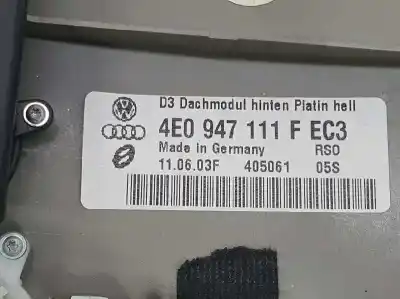 D3 Dachmodul hinten Platin hell
4E0 947 111 F EC3
Made in Germany RSO
11.06.03F 405061 05S